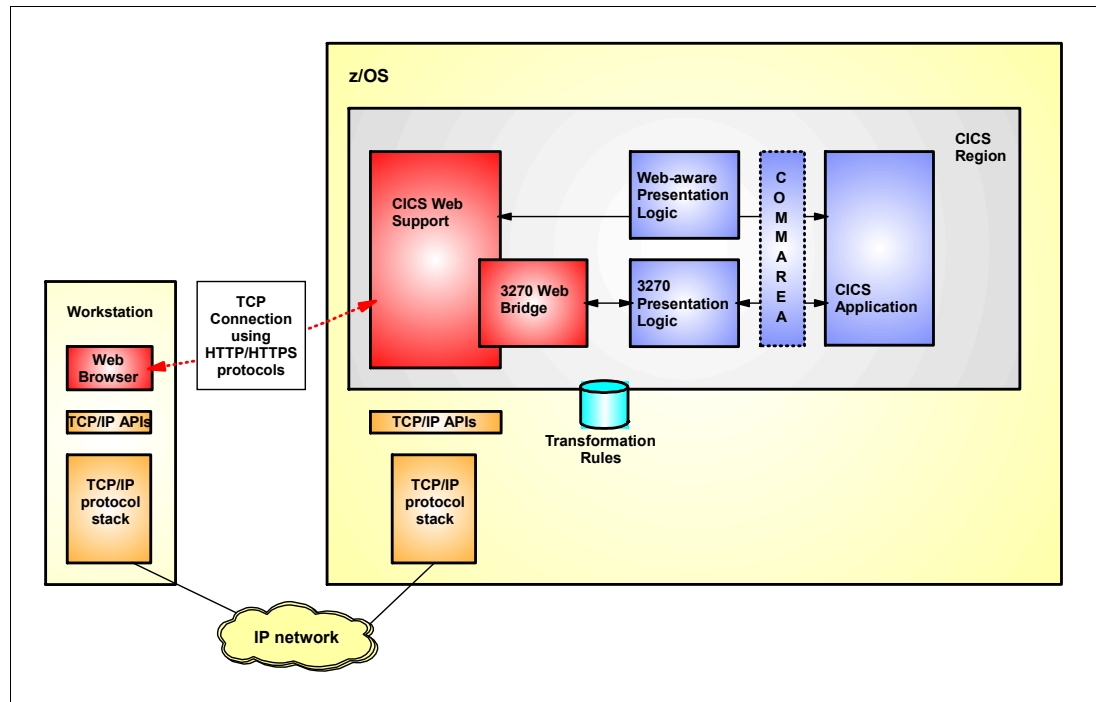 z/OS
CICS
Region
CICS Web
Support
Web-aware
Presentation
Logic
C
O
M
M
A
R
E
A
CICS
Application
3270 Web
Bridge
3270
Presentation
Logic
Workstation
Web
Browser
TCP
Connection
using
HTTP/HTTPS
protocols
TCP/IP APIs
TCP/IP
protocol
stack
TCP/IP APIs
TCP/IP
protocol
stack
Transformation
Rules
IP network